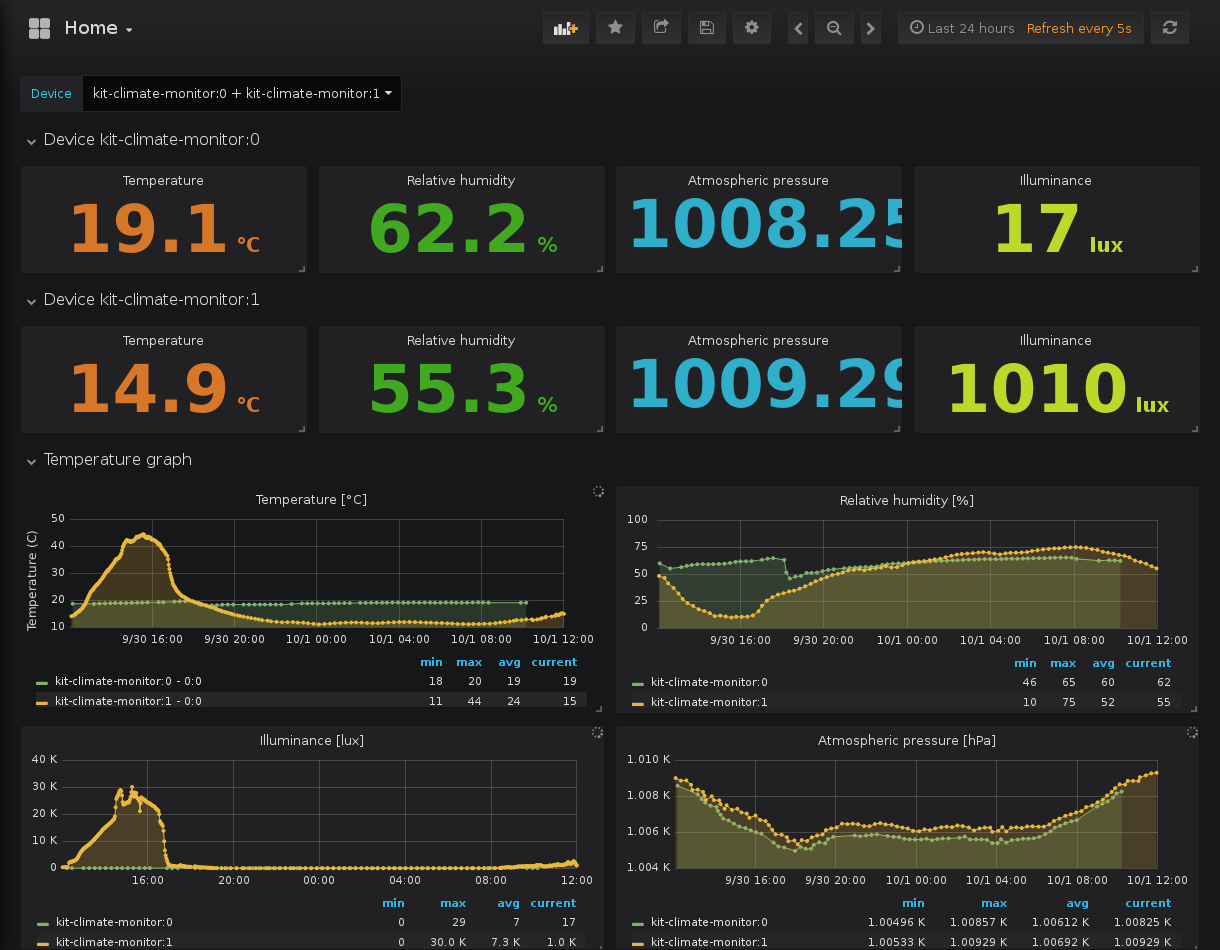 Home
Last 24 hours Refresh every 5s
Device kit-climate-monitor:0 + kit-climate-monitor:1
Device kit-climate-monitor:0
Temperature Relative humidity Atmospheric pressure Illuminance
19.1 °C 62.2 % 1008.25 17 lux
Device kit-climate-monitor:1
Temperature Relative humidity Atmospheric pressure Illuminance
14.9 °C 55.3 % 1009.29 1010 lux
Temperature graph
Temperature [°C]
Temperature (C)
50
40
30
20
10
9/30 16:00 9/30 20:00 10/1 00:00 10/1 04:00 10/1 08:00 10/1 12:00
min max avg current
kit-climate-monitor:0 - 0:0 18 20 19 19
kit-climate-monitor:1 - 0:0 11 44 24 15
Relative humidity [%]
100
75
50
25
0
9/30 16:00 9/30 20:00 10/1 00:00 10/1 04:00 10/1 08:00 10/1 12:00
min max avg current
kit-climate-monitor:0 46 65 60 62
kit-climate-monitor:1 10 75 52 55
Illuminance [lux]
40 K
30 K
20 K
10 K
0
16:00 20:00 00:00 04:00 08:00 12:00
min max avg current
kit-climate-monitor:0 0 29 7 17
kit-climate-monitor:1 0 30.0 K 7.3 K 1.0 K
Atmospheric pressure [hPa]
1.010 K
1.008 K
1.006 K
1.004 K
9/30 16:00 9/30 20:00 10/1 00:00 10/1 04:00 10/1 08:00 10/1 12:00
min max avg current
kit-climate-monitor:0 1.00496 K 1.00857 K 1.00612 K 1.00825 K
kit-climate-monitor:1 1.00533 K 1.00929 K 1.00692 K 1.00929 K